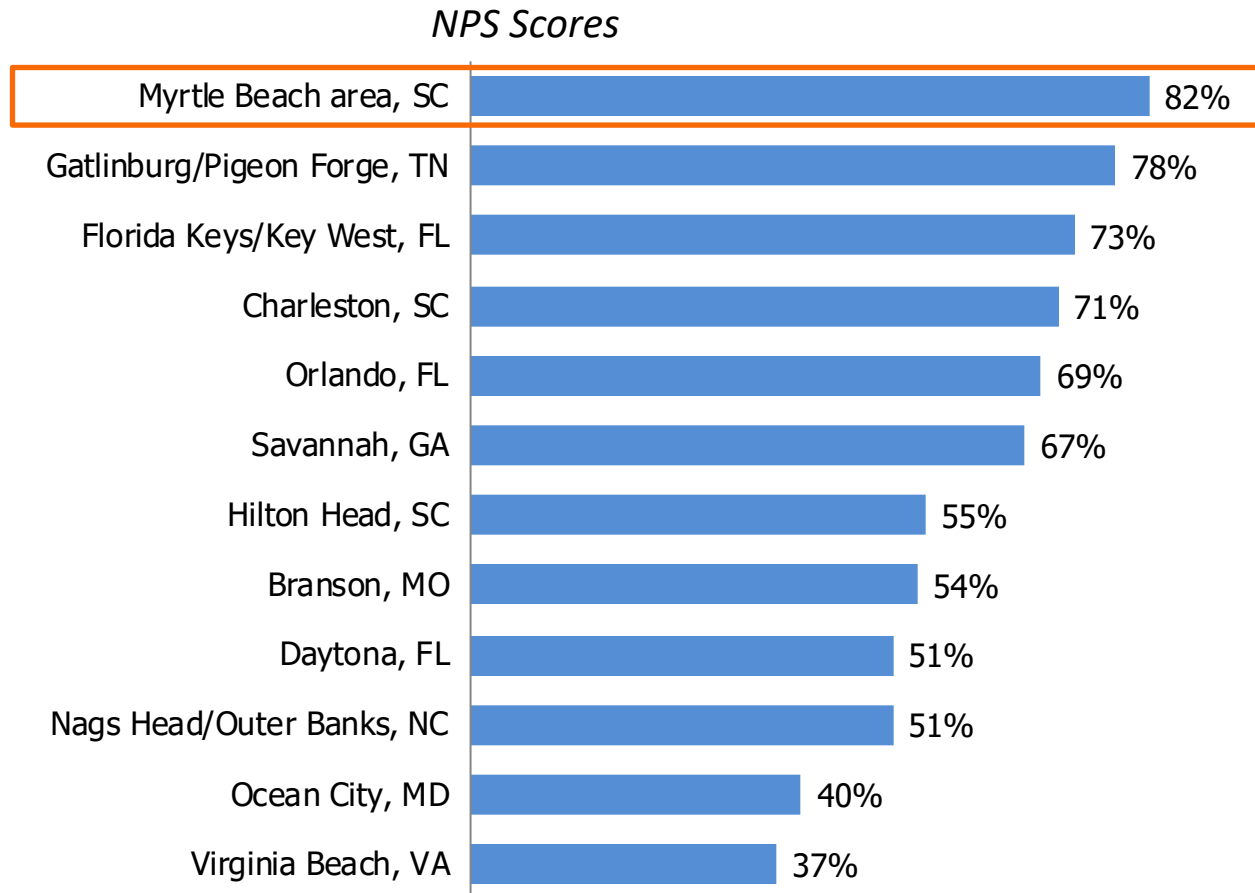 NPS Scores
Myrtle Beach area, SC 82%
Gatlinburg/Pigeon Forge, TN 78%
Florida Keys/Key West, FL 73%
Charleston, SC 71%
Orlando, FL 69%
Savannah, GA 67%
Hilton Head, SC 55%
Branson, MO 54%
Daytona, FL 51%
Nags Head/Outer Banks, NC 51%
Ocean City, MD 40%
Virginia Beach, VA 37%